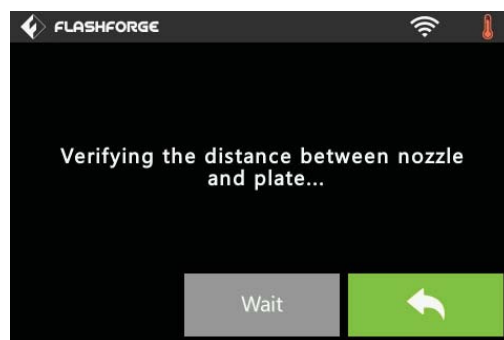 FLASHFORGE
Verifying the distance between nozzle
and plate...
Wait